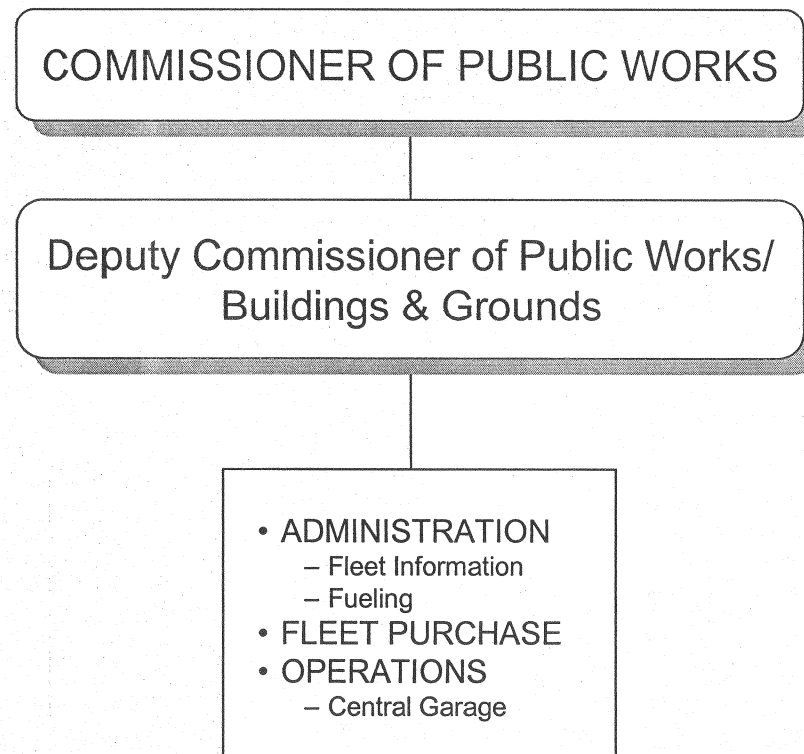 COMMISSIONER OF PUBLIC WORKS
Deputy Commissioner of Public Works/
Buildings & Grounds
• ADMINISTRATION
– Fleet Information
– Fueling
• FLEET PURCHASE
• OPERATIONS
– Central Garage